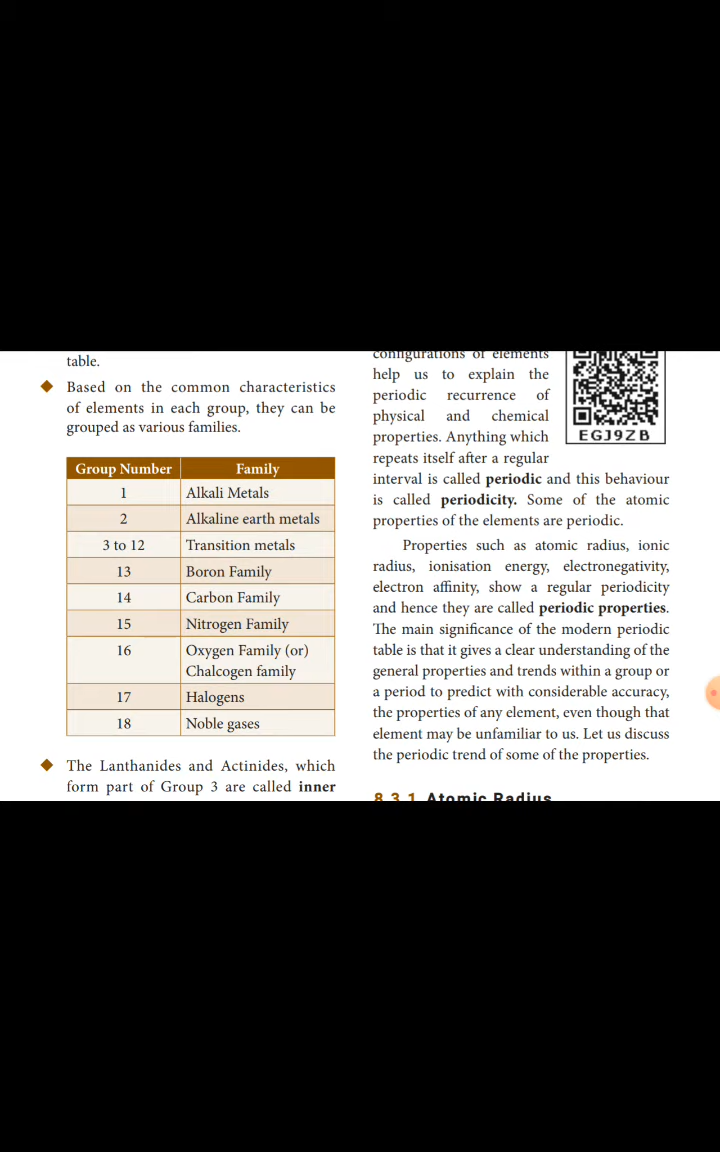 table.
◆ Based on the common characteristics
of elements in each group, they can be
grouped as various families.
Group Number Family
1 Alkali Metals
2 Alkaline earth metals
3 to 12 Transition metals
13 Boron Family
14 Carbon Family
15 Nitrogen Family
16 Oxygen Family (or)
Chalcogen family
17 Halogens
18 Noble gases
◆ The Lanthanides and Actinides, which
form part of Group 3 are called inner
configurations of elements
help us to explain the
periodic recurrence of
physical and chemical
properties. Anything which
repeats itself after a regular
interval is called periodic and this behaviour
is called periodicity. Some of the atomic
properties of the elements are periodic.
EGJ9ZB
Properties such as atomic radius, ionic
radius, ionisation energy, electronegativity,
electron affinity, show a regular periodicity
and hence they are called periodic properties.
The main significance of the modern periodic
table is that it gives a clear understanding of the
general properties and trends within a group or
a period to predict with considerable accuracy,
the properties of any element, even though that
element may be unfamiliar to us. Let us discuss
the periodic trend of some of the properties.
8.3.1 Atomic Radius